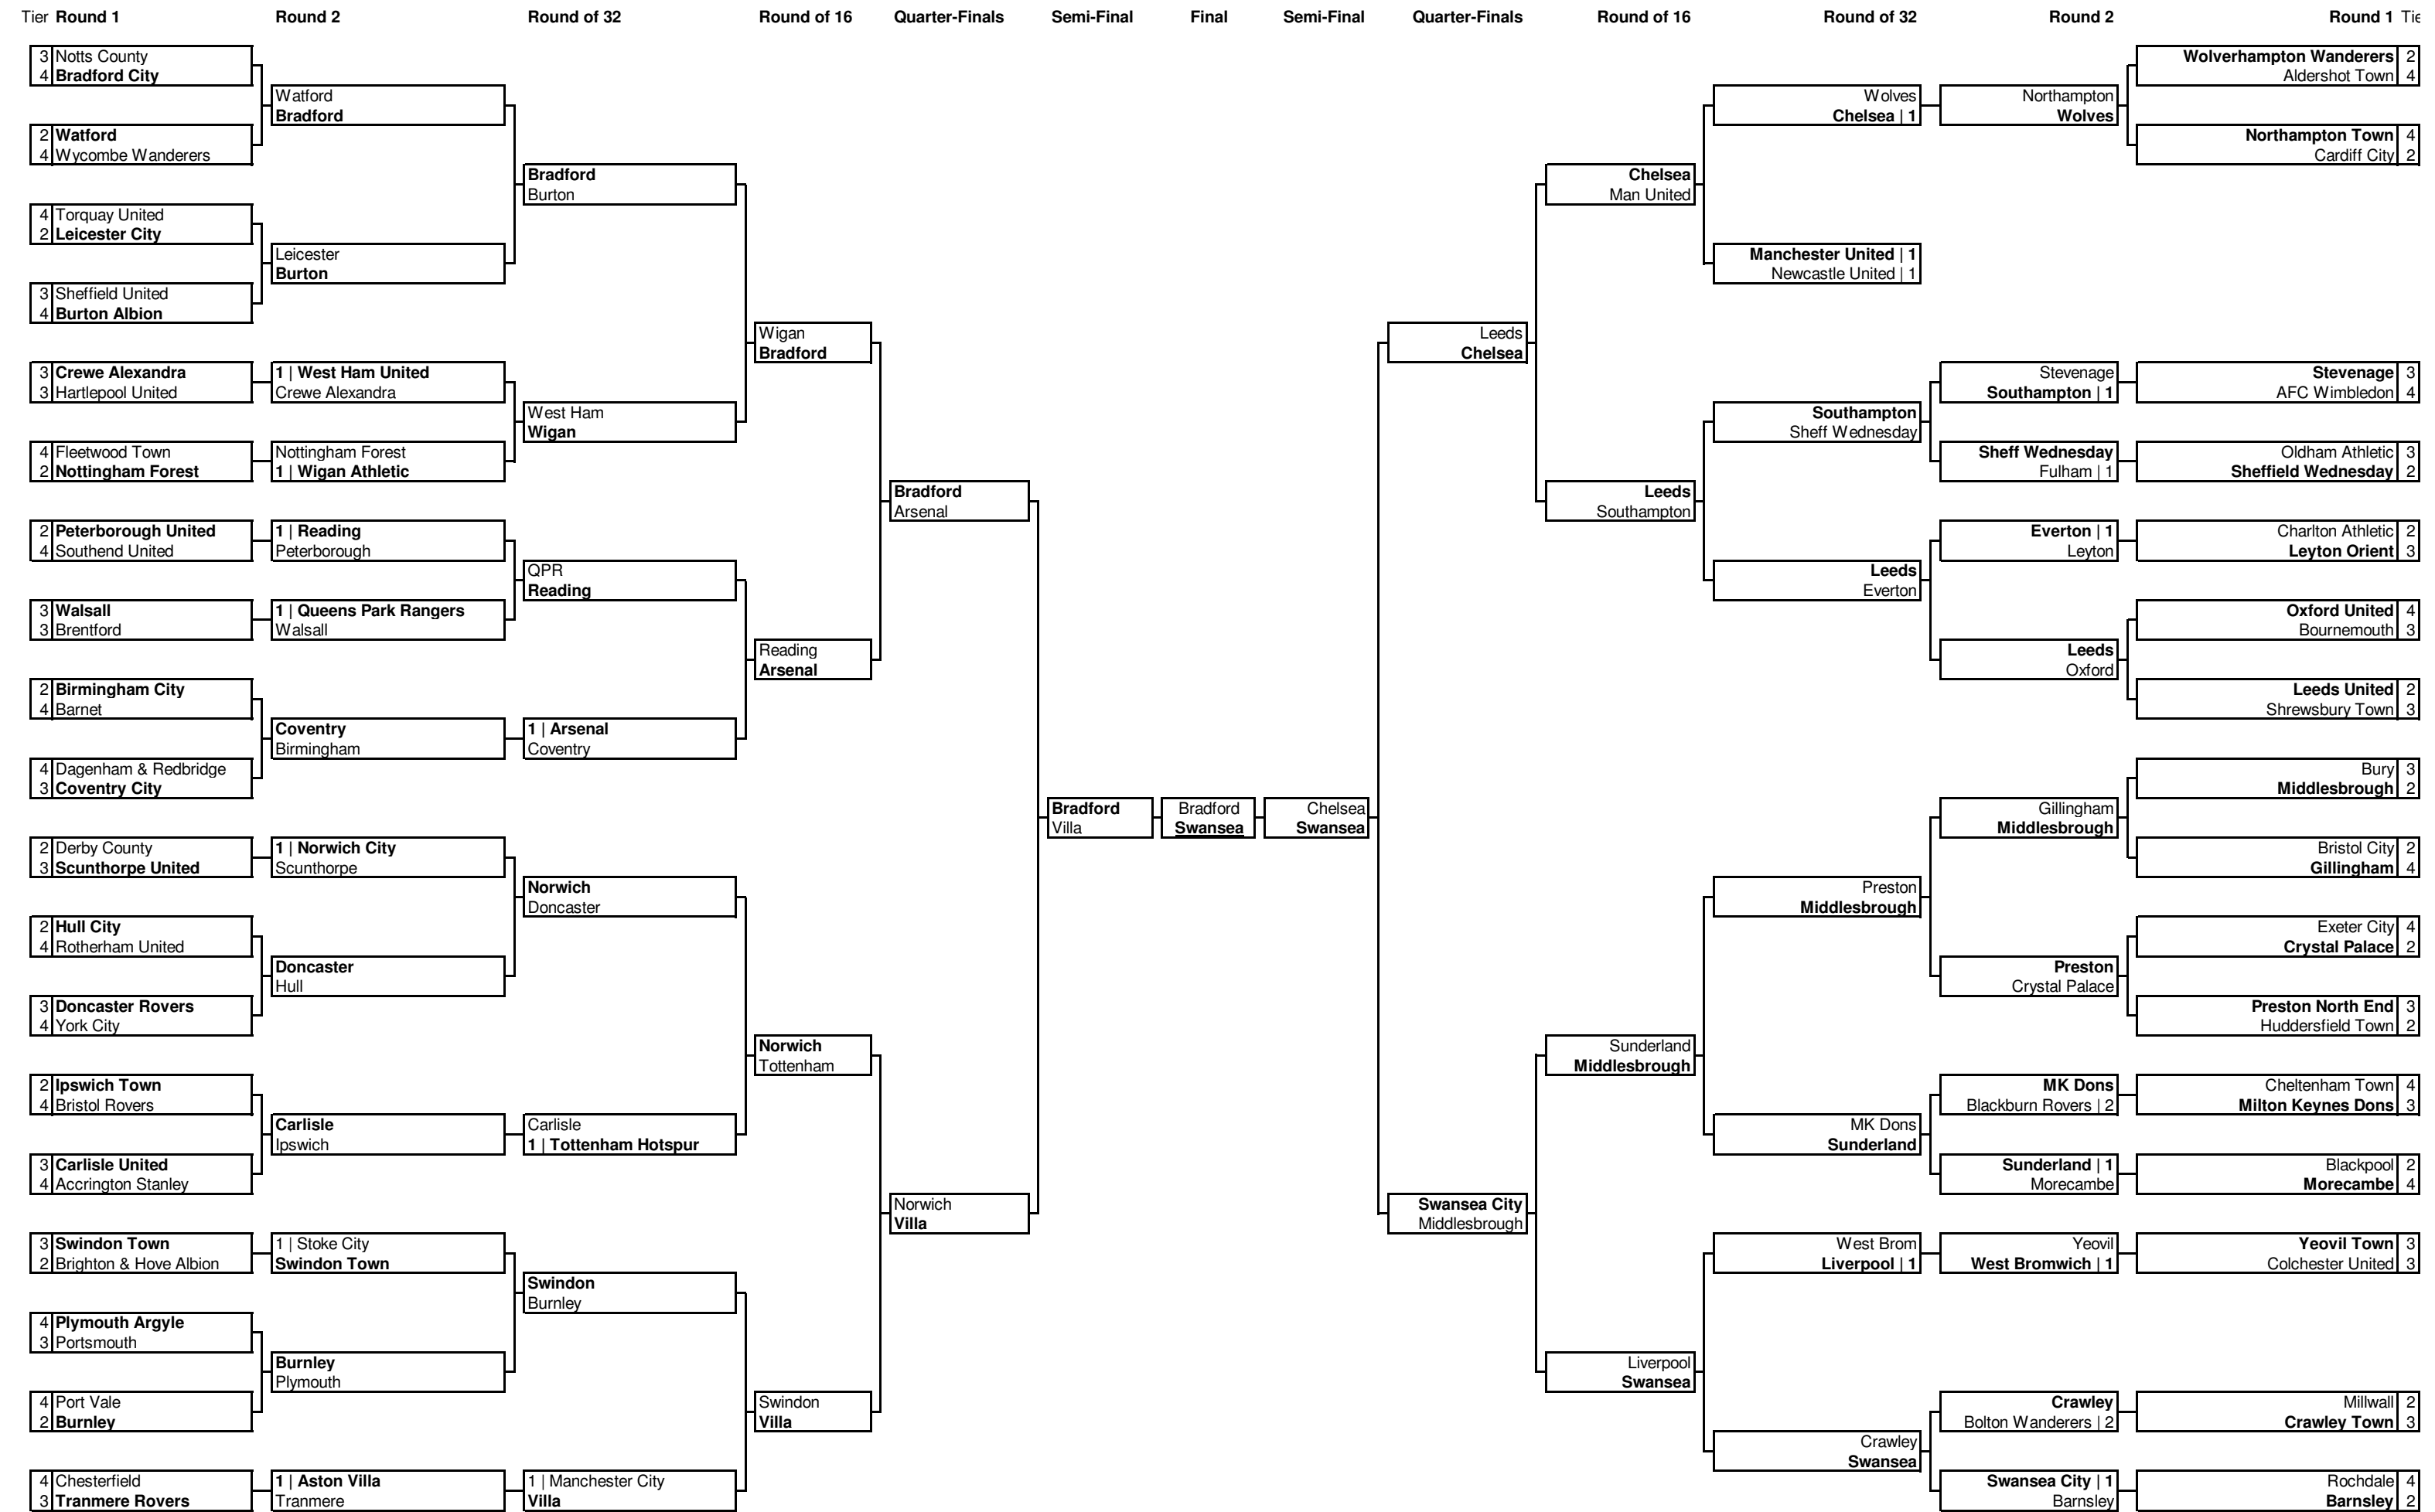 Tier Round 1 Round 2 Round of 32 Round of 16 Quarter-Finals Semi-Final Final Semi-Final Quarter-Finals Round of 16 Round of 32 Round 2 Round 1 Tie
3 Notts County
4 Bradford City
2 Watford
4 Wycombe Wanderers
4 Torquay United
2 Leicester City
3 Sheffield United
4 Burton Albion
3 Crewe Alexandra
3 Hartlepool United
4 Fleetwood Town
2 Nottingham Forest
2 Peterborough United
4 Southend United
3 Walsall
3 Brentford
2 Birmingham City
4 Barnet
4 Dagenham & Redbridge
3 Coventry City
2 Derby County
3 Scunthorpe United
2 Hull City
4 Rotherham United
3 Doncaster Rovers
4 York City
2 Ipswich Town
4 Bristol Rovers
3 Carlisle United
4 Accrington Stanley
3 Swindon Town
2 Brighton & Hove Albion
4 Plymouth Argyle
3 Portsmouth
4 Port Vale
2 Burnley
4 Chesterfield
3 Tranmere Rovers
Watford
Bradford
Leicester
Burton
1 | West Ham United
Crewe Alexandra
Nottingham Forest
1 | Wigan Athletic
1 | Reading
Peterborough
1 | Queens Park Rangers
Walsall
Coventry
Birmingham
1 | Norwich City
Scunthorpe
Doncaster
Hull
Carlisle
Ipswich
1 | Stoke City
Swindon Town
Burnley
Plymouth
1 | Aston Villa
Tranmere
Bradford
Burton
West Ham
Wigan
QPR
Reading
1 | Arsenal
Coventry
Norwich
Doncaster
Carlisle
1 | Tottenham Hotspur
Swindon
Burnley
1 | Manchester City
Villa
Wigan
Bradford
Reading
Arsenal
Norwich
Tottenham
Swindon
Villa
Bradford
Arsenal
Norwich
Villa
Bradford
Villa
Bradford
Swansea
Chelsea
Swansea
Leeds
Chelsea
Swansea City
Middlesbrough
Chelsea
Man United
Leeds
Southampton
Sunderland
Middlesbrough
Liverpool
Swansea
Wolves
Chelsea | 1
Manchester United | 1
Newcastle United | 1
Southampton
Sheff Wednesday
Leeds
Everton
Preston
Middlesbrough
MK Dons
Sunderland
West Brom
Liverpool | 1
Crawley
Swansea
Northampton
Wolves
Stevenage
Southampton | 1
Sheff Wednesday
Fulham | 1
Everton | 1
Leyton
Leeds
Oxford
Gillingham
Middlesbrough
Preston
Crystal Palace
MK Dons
Blackburn Rovers | 2
Sunderland | 1
Morecambe
Yeovil
West Bromwich | 1
Crawley
Bolton Wanderers | 2
Swansea City | 1
Barnsley
Wolverhampton Wanderers 2
Aldershot Town 4
Northampton Town 4
Cardiff City 2
Stevenage 3
AFC Wimbledon 4
Oldham Athletic 3
Sheffield Wednesday 2
Charlton Athletic 2
Leyton Orient 3
Oxford United 4
Bournemouth 3
Leeds United 2
Shrewsbury Town 3
Bury 3
Middlesbrough 2
Bristol City 2
Gillingham 4
Exeter City 4
Crystal Palace 2
Preston North End 3
Huddersfield Town 2
Cheltenham Town 4
Milton Keynes Dons 3
Blackpool 2
Morecambe 4
Yeovil Town 3
Colchester United 3
Millwall 2
Crawley Town 3
Rochdale 4
Barnsley 2